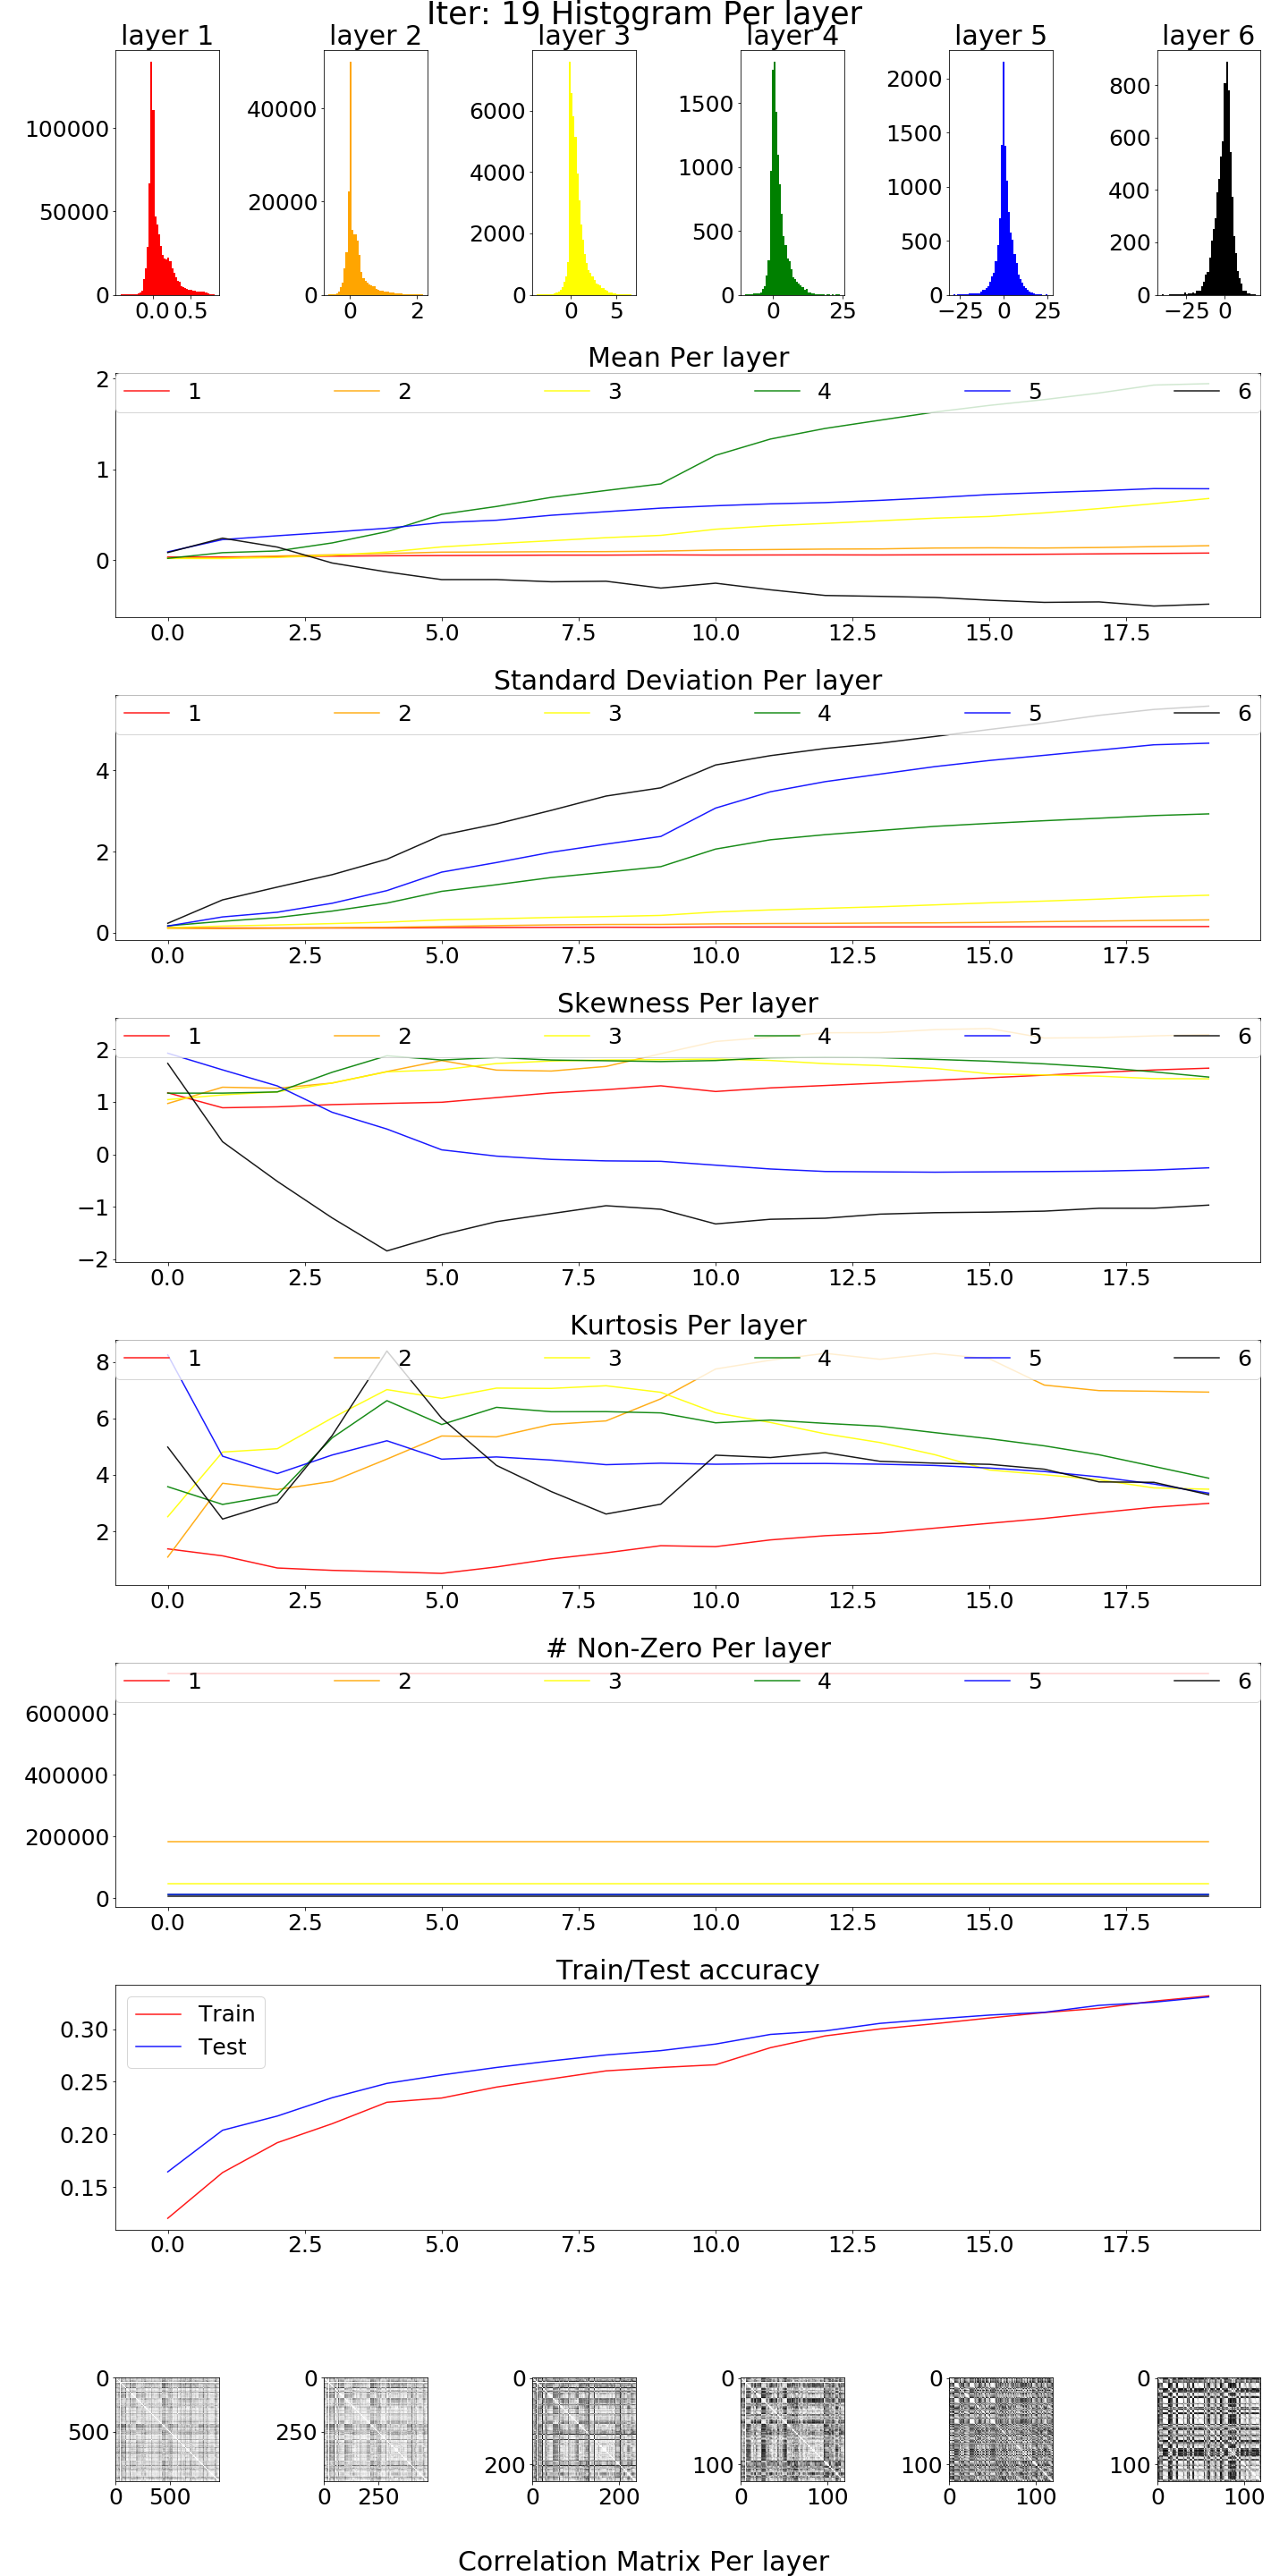 Iter: 19 Histogram Per layer
layer 1 layer 2 layer 3 layer 4 layer 5 layer 6
100000 50000 0 0.0 0.5
40000 20000 0 0 2
6000 4000 2000 0 0 5
1500 1000 500 0 0 25
2000 1500 1000 500 0 −25 0 25
800 600 400 200 0 −25 0
Mean Per layer
1 2 3 4 5 6
2
1
0
0.0 2.5 5.0 7.5 10.0 12.5 15.0 17.5
Standard Deviation Per layer
1 2 3 4 5 6
4
2
0
0.0 2.5 5.0 7.5 10.0 12.5 15.0 17.5
Skewness Per layer
1 2 3 4 5 6
2
1
0
−1
−2
0.0 2.5 5.0 7.5 10.0 12.5 15.0 17.5
Kurtosis Per layer
1 2 3 4 5 6
8
6
4
2
0.0 2.5 5.0 7.5 10.0 12.5 15.0 17.5
# Non-Zero Per layer
1 2 3 4 5 6
600000
400000
200000
0
0.0 2.5 5.0 7.5 10.0 12.5 15.0 17.5
Train/Test accuracy
Train
Test
0.30
0.25
0.20
0.15
0.0 2.5 5.0 7.5 10.0 12.5 15.0 17.5
0 500 0 500
0 250 0 250
0 200 0 200
0 100 0 100
0 100 0 100
0 100 0 100
Correlation Matrix Per layer